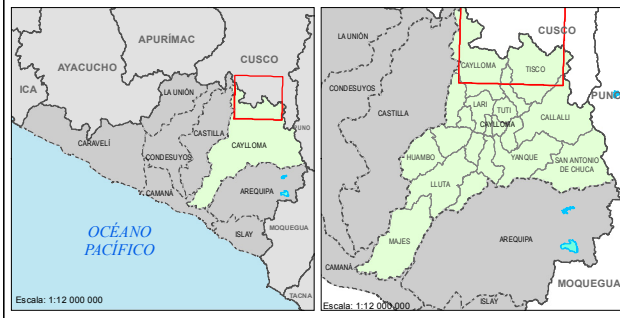 APURÍMAC
CUSCO
AYACUCHO
LA UNIÓN
ICA
PUNO
CASTILLA
CARAVELÍ
CONDESUYOS
CAYLLOMA
CAMANÁ
AREQUIPA
OCÉANO
PACÍFICO
MOQUEGUA
ISLAY
TACNA
Escala: 1:12 000 000
LA UNIÓN
CUSCO
CAYLLOMA
TISCO
CONDESUYOS
PUNO
CASTILLA
LARI
TUTI
CALLALLI
CAYLLOMA
HUAMBO
YANQUE
SAN ANTONIO
DE CHUCA
LLUTA
MAJES
AREQUIPA
CAMANÁ
MOQUEGUA
ISLAY
Escala: 1:12 000 000